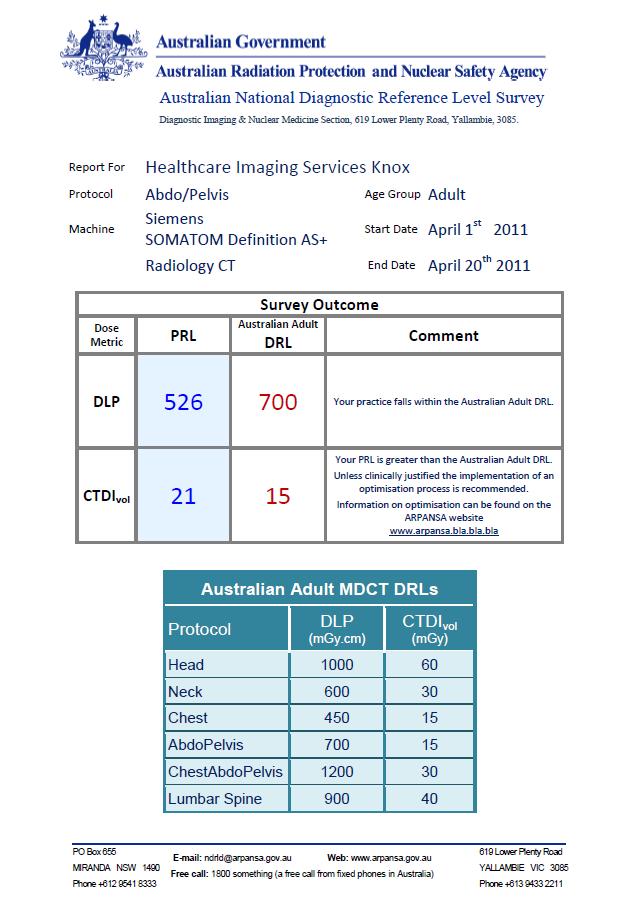 Australian Government
Australian Radiation Protection and Nuclear Safety Agency
Australian National Diagnostic Reference Level Survey
Diagnostic Imaging & Nuclear Medicine Section, 619 Lower Plenty Road, Yallambie, 3085.
Report For Healthcare Imaging Services Knox
Protocol Abdo/Pelvis Age Group Adult
Machine Siemens
SOMATOM Definition AS+ Start Date April 1st 2011
Radiology CT End Date April 20th 2011
Survey Outcome
Dose Metric PRL Australian Adult DRL Comment
DLP 526 700 Your practice falls within the Australian Adult DRL.
CTDIvol 21 15 Your PRL is greater than the Australian Adult DRL.
Unless clinically justified the implementation of an
optimisation process is recommended.
Information on optimisation can be found on the
ARPANSA website
www.arpansa.bla.bla.bla
Australian Adult MDCT DRLs
Protocol DLP (mGy.cm) CTDIvol (mGy)
Head 1000 60
Neck 600 30
Chest 450 15
AbdoPelvis 700 15
ChestAbdoPelvis 1200 30
Lumbar Spine 900 40
PO Box 655
MIRANDA NSW 1490
Phone +612 9541 8333
E-mail: ndrld@arpansa.gov.au Web: www.arpansa.gov.au
Free call: 1800 something (a free call from fixed phones in Australia)
619 Lower Plenty Road
YALLAMBIE VIC 3085
Phone +613 9433 2211